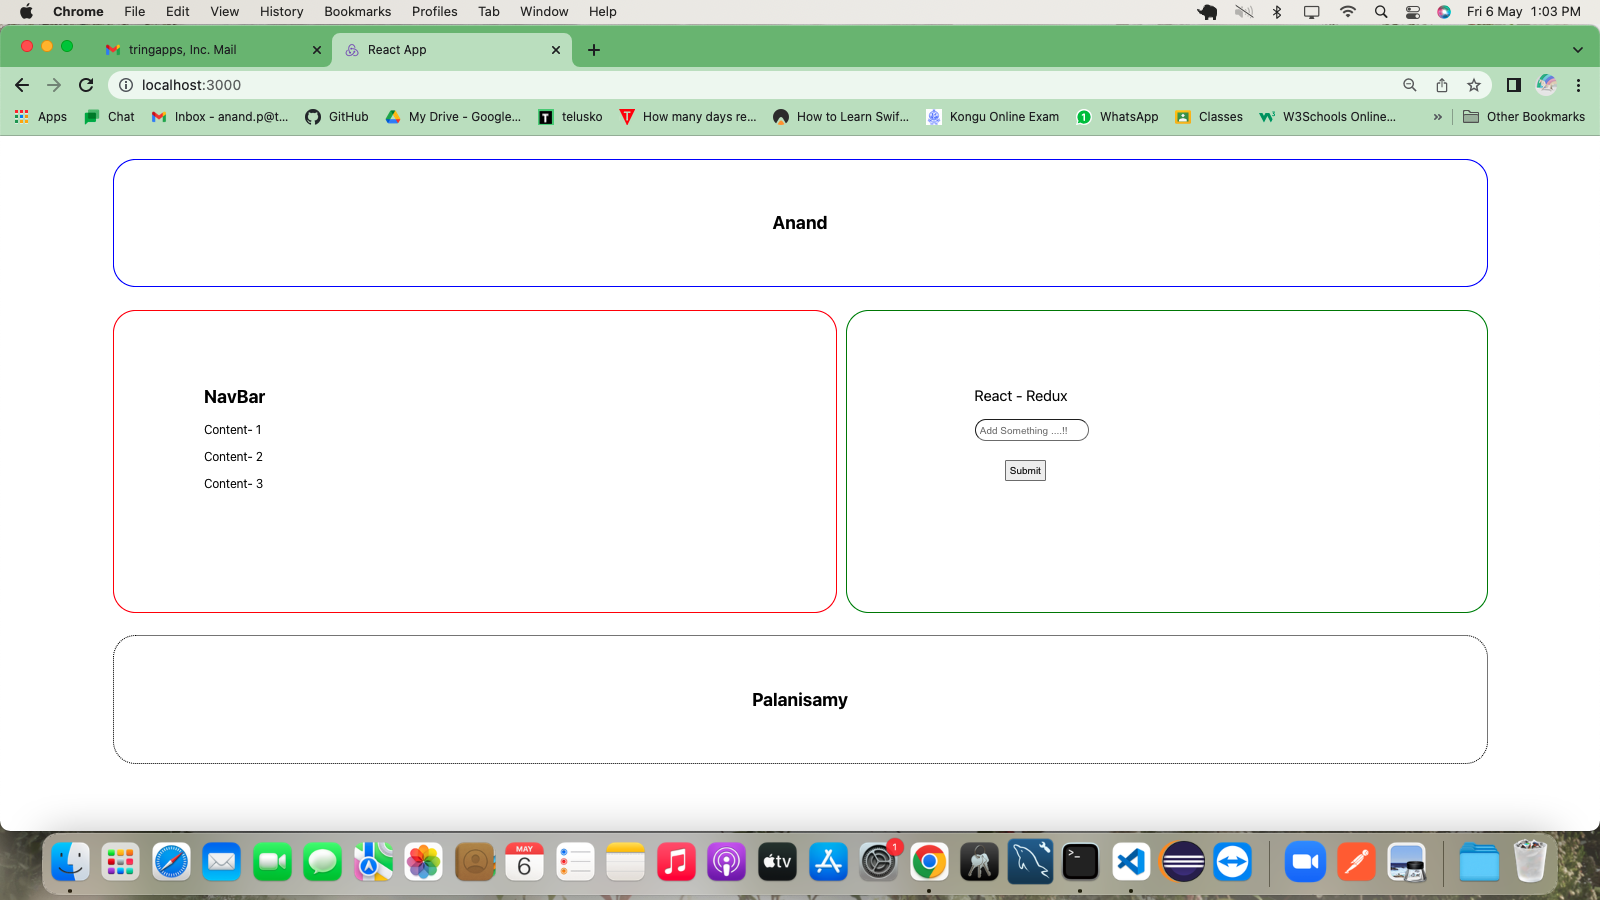 Chrome File Edit View History Bookmarks Profiles Tab Window Help Fri 6 May 1:03 PM
tringapps, Inc. Mail React App
localhost:3000
Apps Chat Inbox - anand.p@t... GitHub My Drive - Google... T telusko T How many days re... How to Learn Swif... Kongu Online Exam 1 WhatsApp Classes W3Schools Online... » Other Bookmarks
Anand
NavBar
Content- 1
Content- 2
Content- 3
React - Redux
Add Something ....!!
Submit
Palanisamy
MAY
6
tv
1
>_